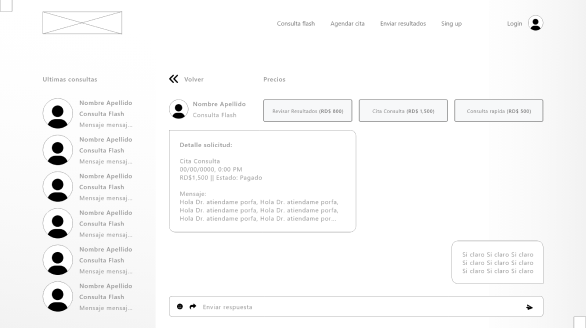 Consulta flash
Agendar cita
Enviar resultados
Sing up
Login
Ultimas consultas
Nombre Apellido
Consulta Flash
Mensaje mensaj...
Nombre Apellido
Consulta Flash
Mensaje mensaj...
Nombre Apellido
Consulta Flash
Mensaje mensaj...
Nombre Apellido
Consulta Flash
Mensaje mensaj...
Nombre Apellido
Consulta Flash
Mensaje mensaj...
Nombre Apellido
Consulta Flash
Mensaje mensaj...
Volver
Precios
Nombre Apellido
Consulta Flash
Revisar Resultados (RD$ 800)
Cita Consulta (RD$ 1,500)
Consulta rapida (RD$ 500)
Detalle solicitud:
Cita Consulta
00/00/0000, 0:00 PM
RD$1,500 || Estado: Pagado
Mensaje:
Hola Dr. atiendame porfa, Hola Dr. atiendame porfa,
Hola Dr. atiendame porfa, Hola Dr. atiendame porfa,
Hola Dr. atiendame porfa, Hola Dr. atiendame por...
Si claro Si claro Si claro
Si claro Si claro Si claro
Si claro Si claro Si claro
Enviar respuesta